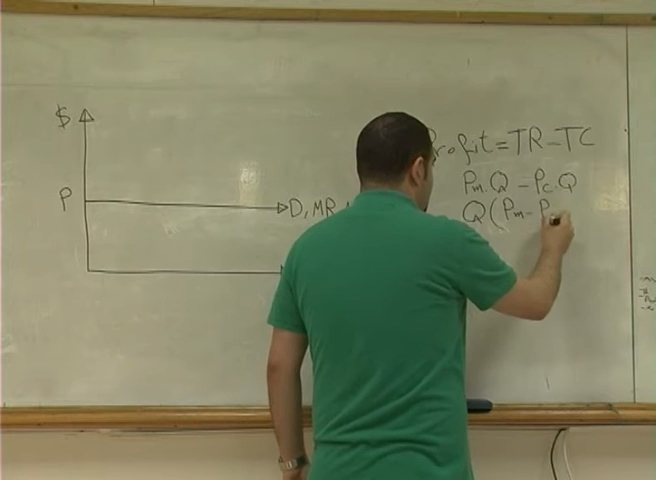 $
P
D, MR
Profit = TR - TC
Pm.Q - Pc.Q
Q(Pm - P